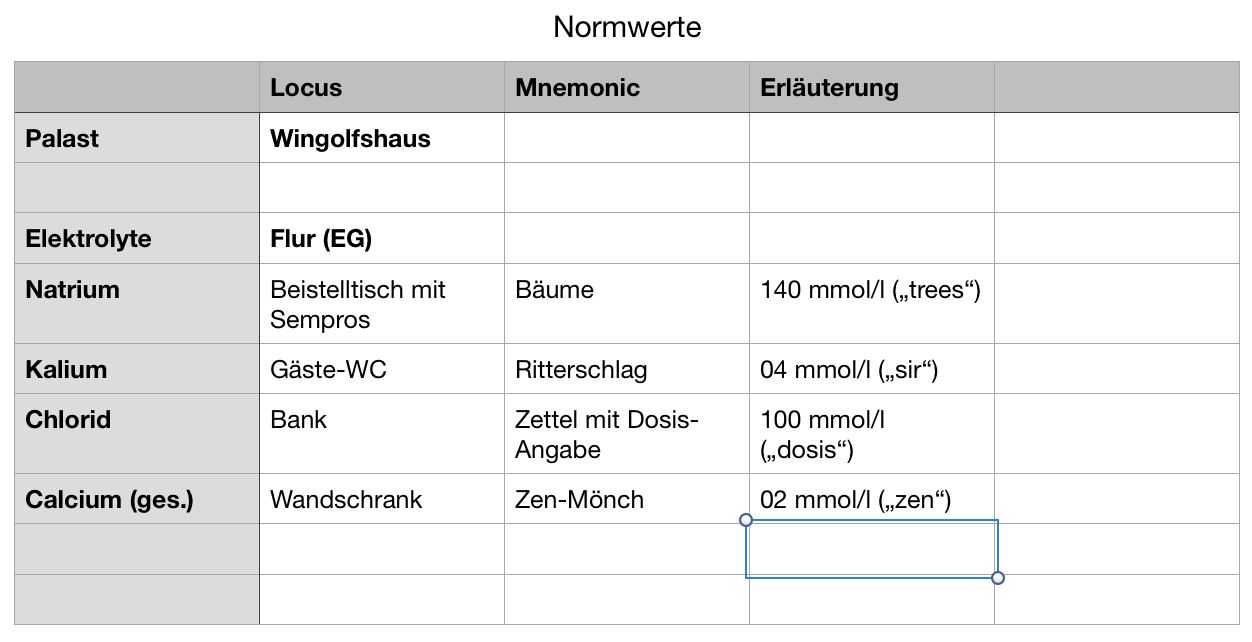 Normwerte
Locus Mnemonic Erläuterung
Palast Wingolfshaus
Elektrolyte Flur (EG)
Natrium Beistelltisch mit Bäume 140 mmol/l („trees“)
Sempros
Kalium Gäste-WC Ritterschlag 04 mmol/l („sir“)
Chlorid Bank Zettel mit Dosis- 100 mmol/l
Angabe („dosis“)
Calcium (ges.) Wandschrank Zen-Mönch 02 mmol/l („zen“)